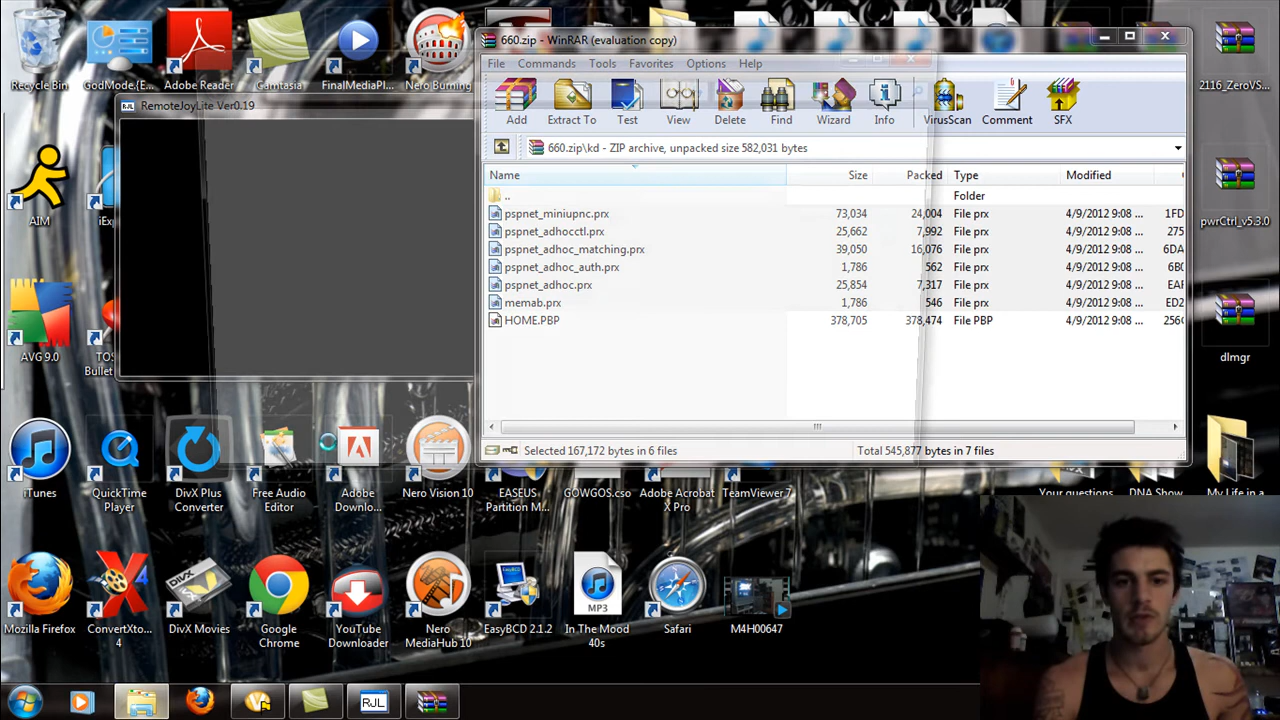 660.zip - WinRAR (evaluation copy)
File Commands Tools Favorites Options Help
Add Extract To Test View Delete Find Wizard Info VirusScan Comment SFX
660.zip\kd - ZIP archive, unpacked size 582,031 bytes
Name Size Packed Type Modified
.. Folder
pspnet_miniupnc.prx 73,034 24,004 File prx 4/9/2012 9:08 ... 1FD
pspnet_adhocctl.prx 25,662 7,992 File prx 4/9/2012 9:08 ... 275
pspnet_adhoc_matching.prx 39,050 16,076 File prx 4/9/2012 9:08 ... 6DA
pspnet_adhoc_auth.prx 1,786 562 File prx 4/9/2012 9:08 ...
pspnet_adhoc.prx 25,854 7,317 File prx 4/9/2012 9:08 ...
memab.prx 1,786 546 File prx 4/9/2012 9:08 ... ED2
HOME.PBP 378,705 378,474 File PBP 4/9/2012 9:08 ...
Selected 167,172 bytes in 6 files Total 545,877 bytes in 7 files
RJL RemoteJoyLite Ver0.19
Recycle Bin GodMode.{E... Adobe Reader Camtasia FinalMediaPl... Nero Burning
2116_ZeroVS...
AIM iExp
pwrCtrl_v5.3.0
AVG 9.0 TOS
Bullet
dlmgr
iTunes QuickTime Player DivX Plus Converter Free Audio Editor Adobe Downlo... Nero Vision 10 EASEUS Partition M... GOWGOS.cso Adobe Acrobat X Pro TeamViewer 7 Your questions DNA Show My Life in a
MP3
Mozilla Firefox ConvertXto... 4 DivX Movies Google Chrome YouTube Downloader Nero MediaHub 10 EasyBCD 2.1.2 In The Mood 40s Safari M4H00647
RJL